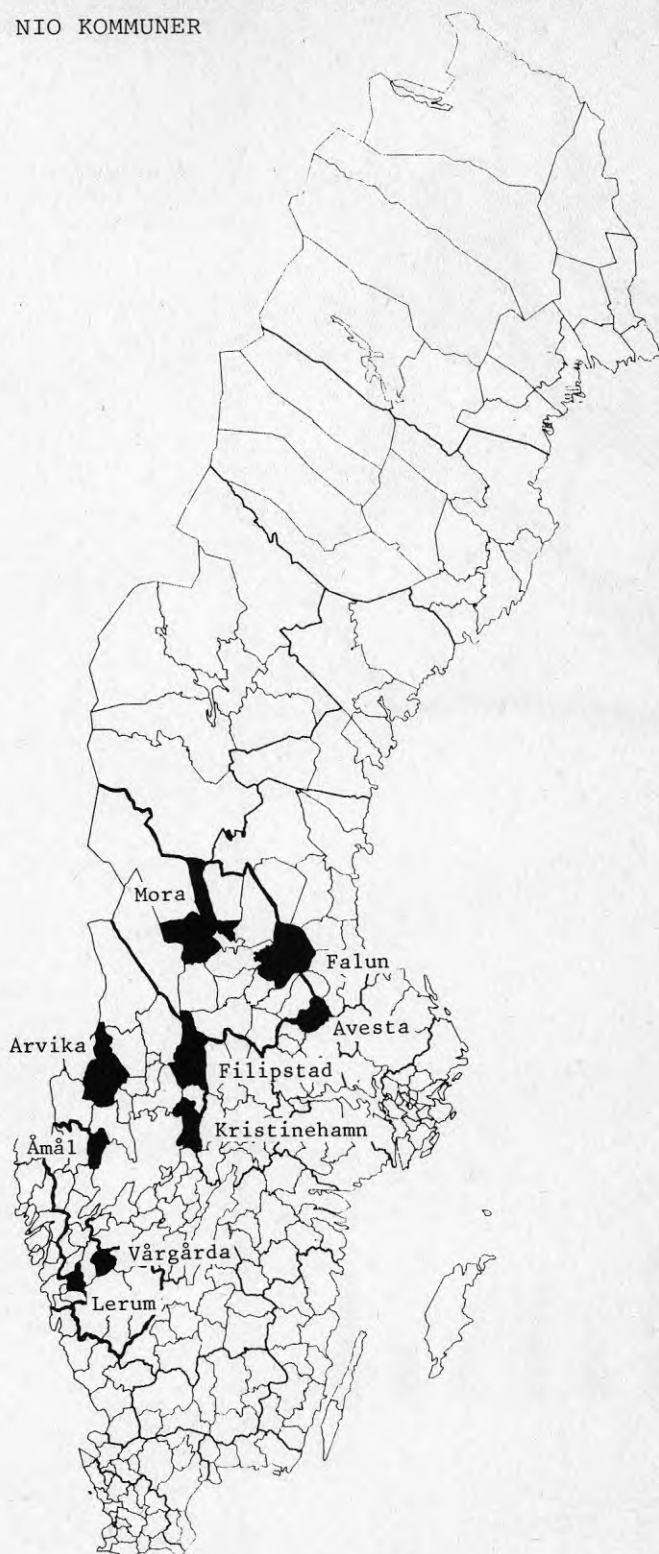 NIO KOMMUNER
Mora
Falun
Avesta
Arvika
Filipstad
Kristinehamn
Åmål
Vårgårda
Lerum